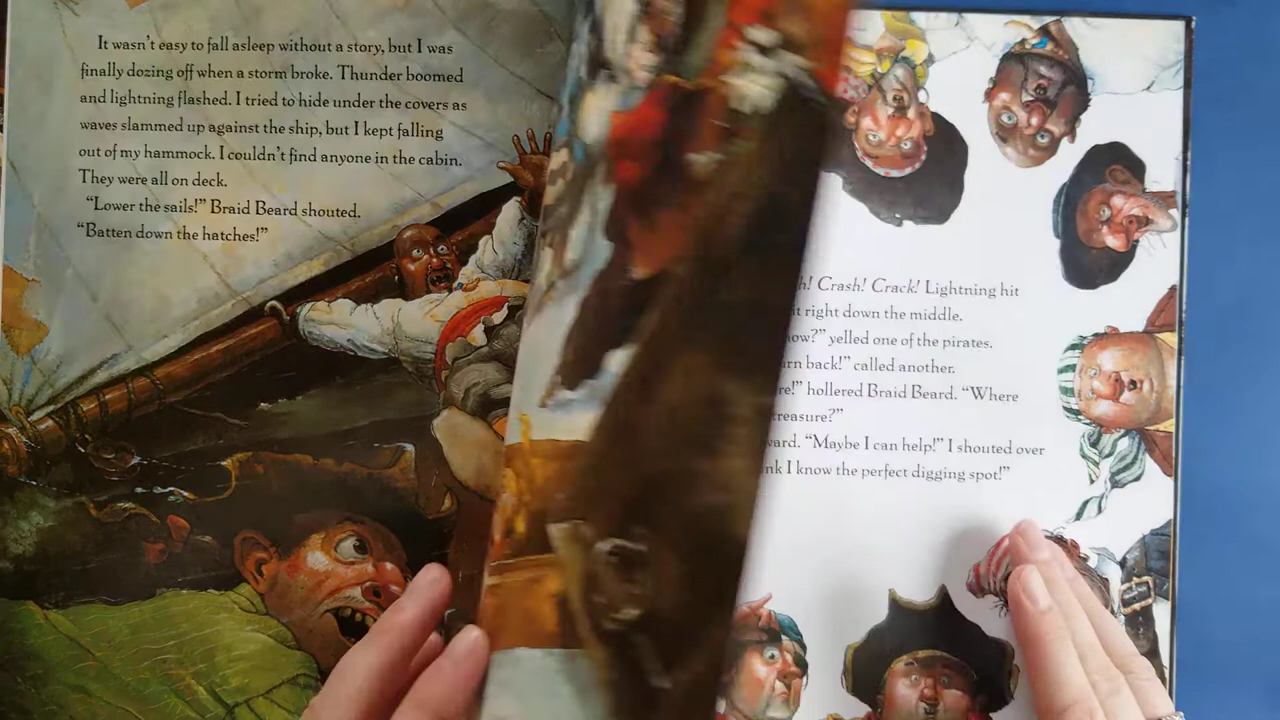 It wasn't easy to fall asleep without a story, but I was
finally dozing off when a storm broke. Thunder boomed
and lightning flashed. I tried to hide under the covers as
waves slammed up against the ship, but I kept falling
out of my hammock. I couldn't find anyone in the cabin.
They were all on deck.
"Lower the sails!" Braid Beard shouted.
"Batten down the hatches!"
Crash! Crack! Lightning hit
right down the middle.
yelled one of the pirates.
back!" called another.
hollered Braid Beard. "Where
treasure?"
"Maybe I can help!" I shouted over
I know the perfect digging spot!"